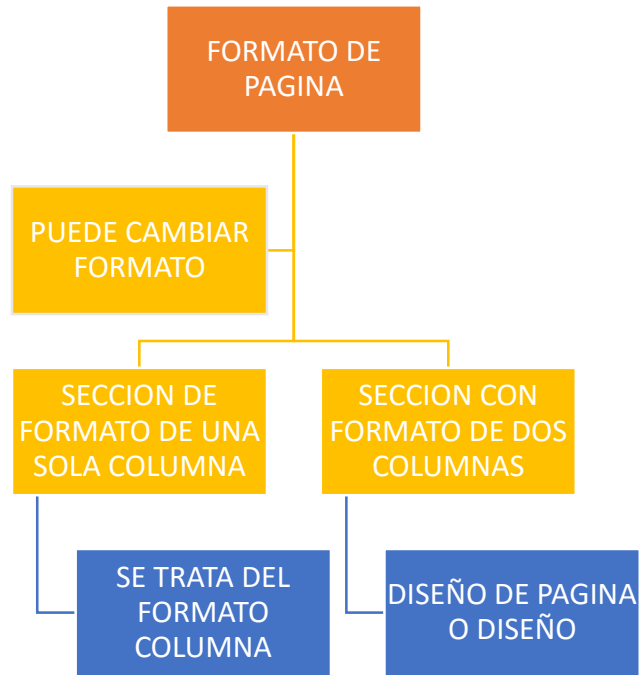 FORMATO DE
PAGINA
PUEDE CAMBIAR
FORMATO
SECCION DE
FORMATO DE UNA
SOLA COLUMNA
SECCION CON
FORMATO DE DOS
COLUMNAS
SE TRATA DEL
FORMATO
COLUMNA
DISEÑO DE PAGINA
O DISEÑO